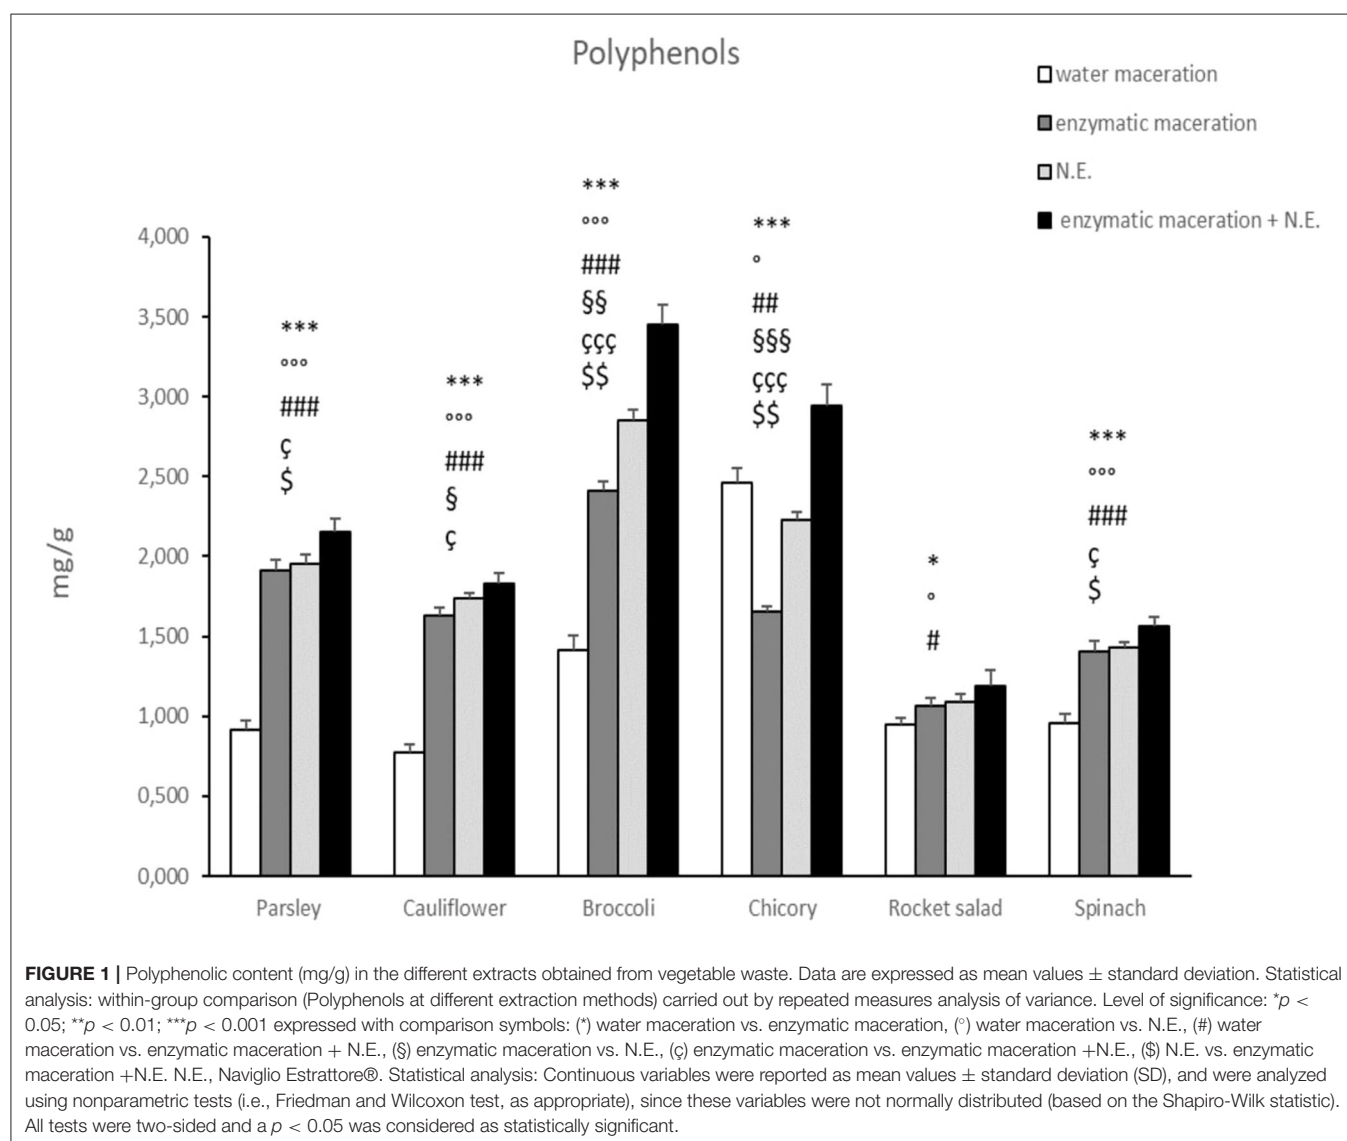 Polyphenols
water maceration
enzymatic maceration
N.E.
enzymatic maceration + N.E.
mg/g
4,000
3,500
3,000
2,500
2,000
1,500
1,000
0,500
0,000
***
°°°
###
ç
$
***
°°°
###
§
ç
***
°°°
###
§§
ççç
$$
***
°
##
§§§
ççç
$$
*
°
#
***
°°°
###
ç
$
Parsley Cauliflower Broccoli Chicory Rocket salad Spinach
FIGURE 1 | Polyphenolic content (mg/g) in the different extracts obtained from vegetable waste. Data are expressed as mean values ± standard deviation. Statistical
analysis: within-group comparison (Polyphenols at different extraction methods) carried out by repeated measures analysis of variance. Level of significance: *p <
0.05; **p < 0.01; ***p < 0.001 expressed with comparison symbols: (*) water maceration vs. enzymatic maceration, (°) water maceration vs. N.E., (#) water
maceration vs. enzymatic maceration + N.E., (§) enzymatic maceration vs. N.E., (ç) enzymatic maceration vs. enzymatic maceration +N.E., ($) N.E. vs. enzymatic
maceration +N.E. N.E., Naviglio Estrattore®. Statistical analysis: Continuous variables were reported as mean values ± standard deviation (SD), and were analyzed
using nonparametric tests (i.e., Friedman and Wilcoxon test, as appropriate), since these variables were not normally distributed (based on the Shapiro-Wilk statistic).
All tests were two-sided and a p < 0.05 was considered as statistically significant.